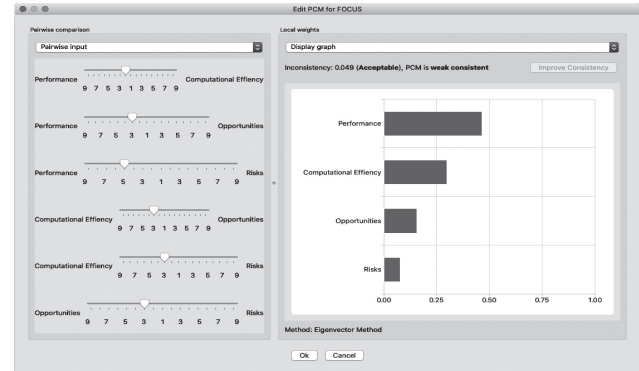 Edit PCM for FOCUS
Pairwise comparison
Pairwise input
Performance Computational Effiency
9 7 5 3 1 3 5 7 9
Performance Opportunities
9 7 5 3 1 3 5 7 9
Performance Risks
9 7 5 3 1 3 5 7 9
Computational Effiency Opportunities
9 7 5 3 1 3 5 7 9
Computational Effiency Risks
9 7 5 3 1 3 5 7 9
Opportunities Risks
9 7 5 3 1 3 5 7 9
Local weights
Display graph
Inconsistency: 0.049 (Acceptable), PCM is weak consistent
Improve Consistency
Performance
Computational Effiency
Opportunities
Risks
0.00 0.25 0.50 0.75 1.00
Method: Eigenvector Method
Ok Cancel